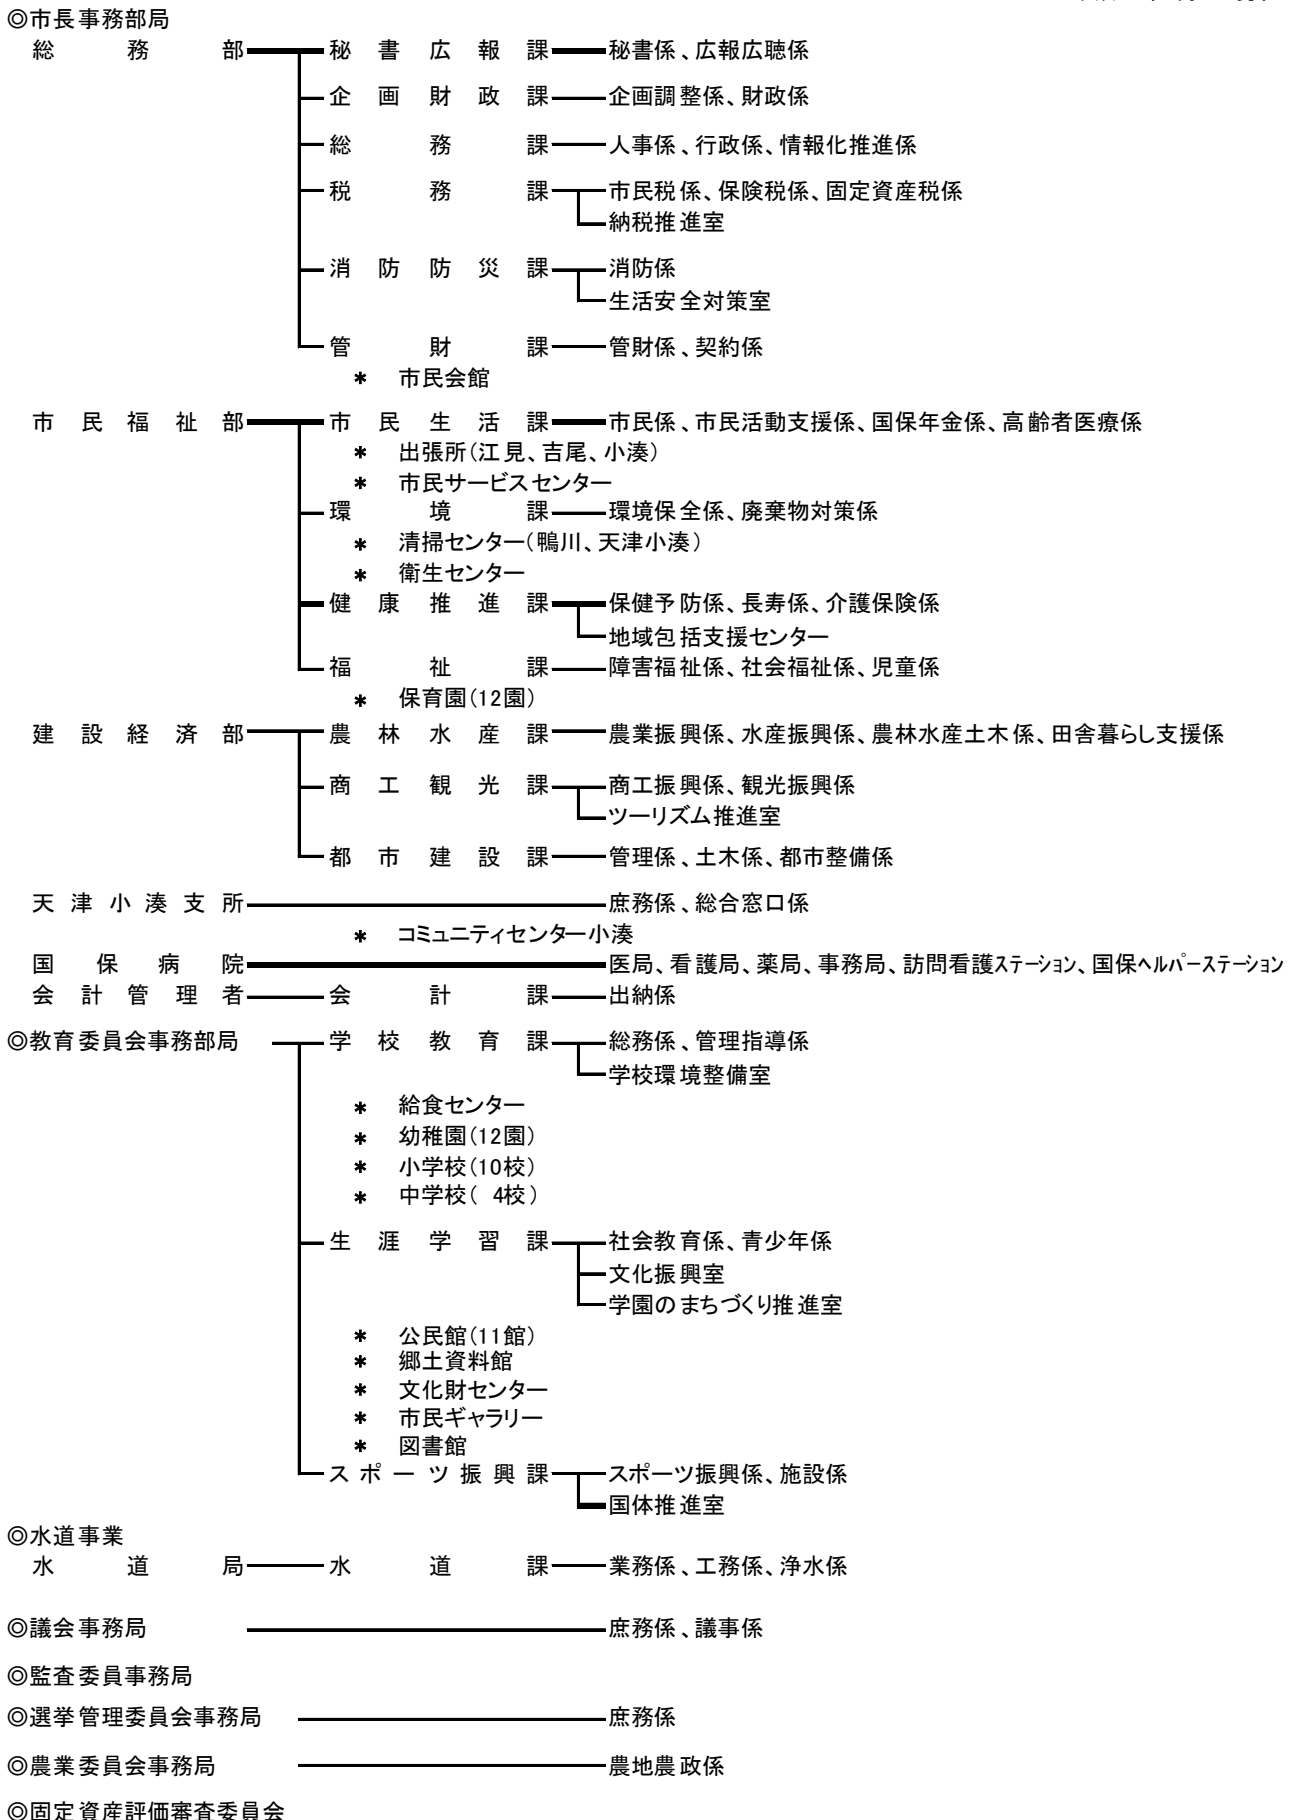 ◎市長事務部局
総務部 秘書広報課 秘書係、広報広聴係
企画財政課 企画調整係、財政係
総務課 人事係、行政係、情報化推進係
税務課 市民税係、保険税係、固定資産税係
納税推進室
消防防災課 消防係
生活安全対策室
管財課 管財係、契約係
* 市民会館
市民福祉部 市民生活課 市民係、市民活動支援係、国保年金係、高齢者医療係
* 出張所(江見、吉尾、小湊)
* 市民サービスセンター
環境課 環境保全係、廃棄物対策係
* 清掃センター(鴨川、天津小湊)
* 衛生センター
健康推進課 保健予防係、長寿係、介護保険係
地域包括支援センター
福祉課 障害福祉係、社会福祉係、児童係
* 保育園(12園)
建設経済部 農林水産課 農業振興係、水産振興係、農林水産土木係、田舎暮らし支援係
商工観光課 商工振興係、観光振興係
ツーリズム推進室
都市建設課 管理係、土木係、都市整備係
天津小湊支所 庶務係、総合窓口係
* コミュニティセンター小湊
国保病院 医局、看護局、薬局、事務局、訪問看護ステーション、国保ヘルパーステーション
会計管理者 会計課 出納係
◎教育委員会事務部局 学校教育課 総務係、管理指導係
学校環境整備室
* 給食センター
* 幼稚園(12園)
* 小学校(10校)
* 中学校( 4校)
生涯学習課 社会教育係、青少年係
文化振興室
学園のまちづくり推進室
* 公民館(11館)
* 郷土資料館
* 文化財センター
* 市民ギャラリー
* 図書館
スポーツ振興課 スポーツ振興係、施設係
国体推進室
◎水道事業
水道局 水道課 業務係、工務係、浄水係
◎議会事務局 庶務係、議事係
◎監査委員事務局
◎選挙管理委員会事務局 庶務係
◎農業委員会事務局 農地農政係
◎固定資産評価審査委員会